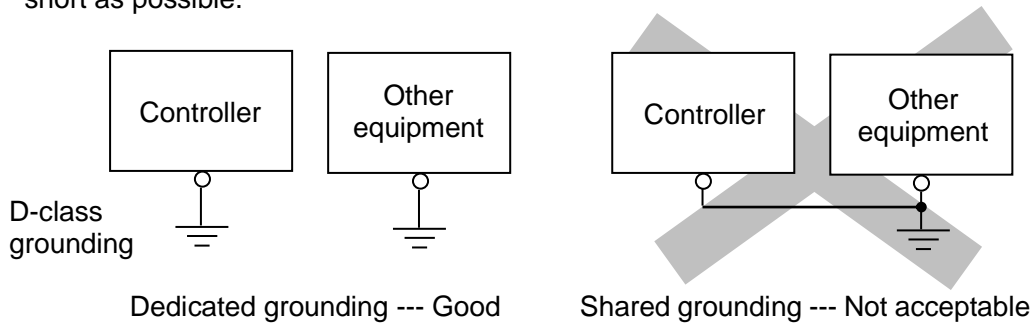 short as possible.
Controller
Other
equipment
Controller
Other
equipment
D-class
grounding
Dedicated grounding --- Good
Shared grounding --- Not acceptable